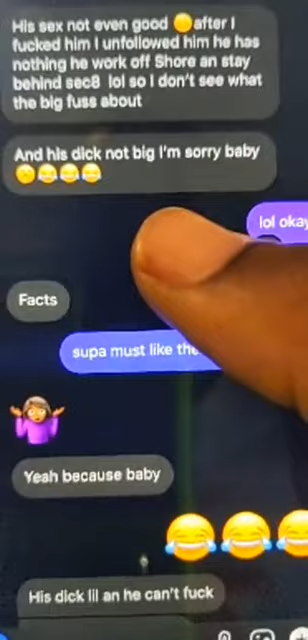 His sex not even good 🙁after I
fucked him I unfollowed him he has
nothing he work off Shore an stay
behind sec8 lol so I don't see what
the big fuss about
And his dick not big I'm sorry baby
😮😂😂😂
lol okay
Facts
supa must like the
🤷🏽‍♀️
Yeah because baby
😂😂😂
His dick lil an he can't fuck